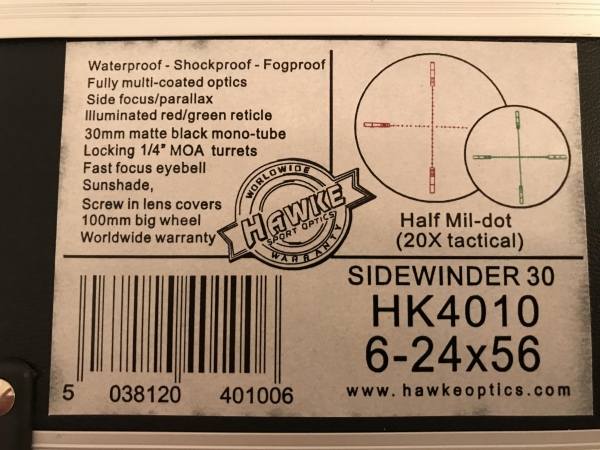 Waterproof - Shockproof - Fogproof
Fully multi-coated optics
Side focus/parallax
Illuminated red/green reticle
30mm matte black mono-tube
Locking 1/4" MOA turrets
Fast focus eyebell
Sunshade,
Screw in lens covers
100mm big wheel
Worldwide warranty
WORLDWIDE
HAWKE
SPORT OPTICS
WARRANTY
Half Mil-dot
(20X tactical)
SIDEWINDER 30
HK4010
6-24x56
www.hawkeoptics.com
5 038120 401006